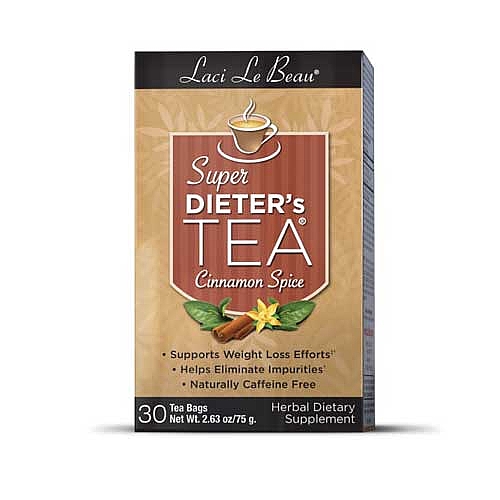 Laci Le Beau®
Super
DIETER's
TEA®
Cinnamon Spice
• Supports Weight Loss Efforts†
• Helps Eliminate Impurities†
• Naturally Caffeine Free
30 Tea Bags
Net Wt. 2.63 oz/75 g.
Herbal Dietary
Supplement